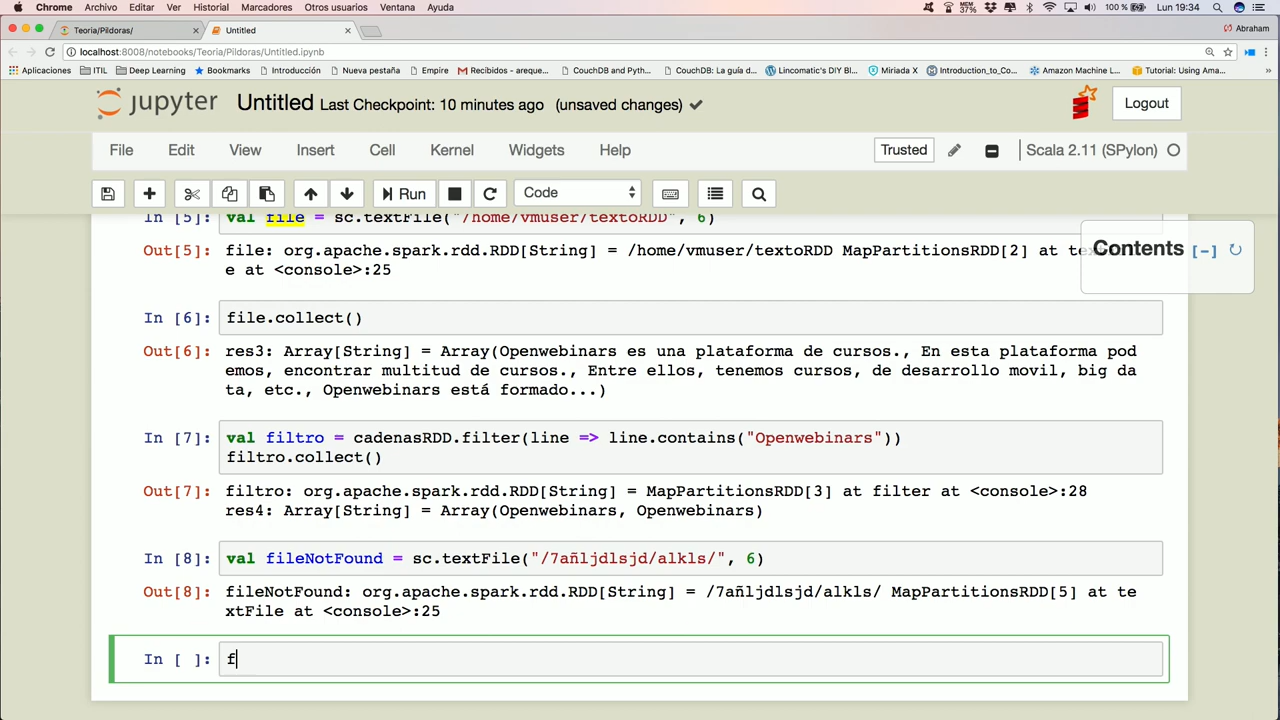 Chrome Archivo Editar Ver Historial Marcadores Otros usuarios Ventana Ayuda
MEM 37% 100 % Lun 19:34
Teoria/Pildoras/ Untitled Abraham
localhost:8008/notebooks/Teoria/Pildoras/Untitled.ipynb
Aplicaciones ITIL Deep Learning Bookmarks Introducción Nueva pestaña Empire Recibidos - areque... CouchDB and Pyth... CouchDB: La guía d... Lincomatic's DIY Bl... Miriada X Introduction_to_Co... Amazon Machine L... Tutorial: Using Ama... »
jupyter Untitled Last Checkpoint: 10 minutes ago (unsaved changes) Logout
File Edit View Insert Cell Kernel Widgets Help Trusted Scala 2.11 (SPylon)
Run Code
In [5]: val file = sc.textFile("/home/vmuser/textoRDD", 6)
Out[5]: file: org.apache.spark.rdd.RDD[String] = /home/vmuser/textoRDD MapPartitionsRDD[2] at
e at <console>:25
Contents [-]
In [6]: file.collect()
Out[6]: res3: Array[String] = Array(Openwebinars es una plataforma de cursos., En esta plataforma pod
emos, encontrar multitud de cursos., Entre ellos, tenemos cursos, de desarrollo movil, big da
ta, etc., Openwebinars está formado...)
In [7]: val filtro = cadenasRDD.filter(line => line.contains("Openwebinars"))
filtro.collect()
Out[7]: filtro: org.apache.spark.rdd.RDD[String] = MapPartitionsRDD[3] at filter at <console>:28
res4: Array[String] = Array(Openwebinars, Openwebinars)
In [8]: val fileNotFound = sc.textFile("/7añljdlsjd/alkls/", 6)
Out[8]: fileNotFound: org.apache.spark.rdd.RDD[String] = /7añljdlsjd/alkls/ MapPartitionsRDD[5] at te
xtFile at <console>:25
In [ ]: f